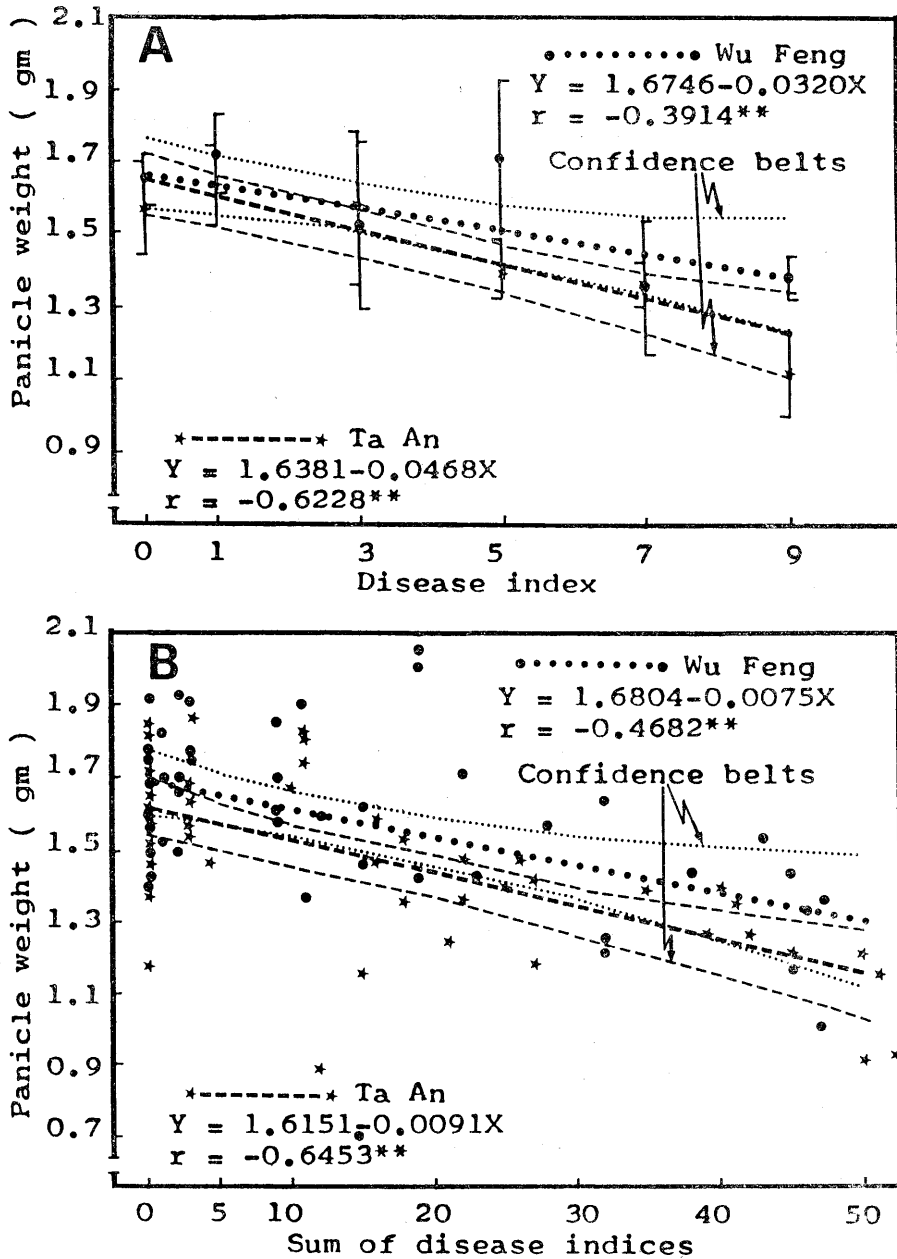 A
2.1
1.9
1.7
1.5
1.3
1.1
0.9
Panicle weight ( gm )
Wu Feng
Y = 1.6746-0.0320X
r = -0.3914**
Confidence belts
Ta An
Y = 1.6381-0.0468X
r = -0.6228**
0 1 3 5 7 9
Disease index
B
2.1
1.9
1.7
1.5
1.3
1.1
0.9
0.7
Panicle weight ( gm )
Wu Feng
Y = 1.6804-0.0075X
r = -0.4682**
Confidence belts
Ta An
Y = 1.6151-0.0091X
r = -0.6453**
0 5 10 20 30 40 50
Sum of disease indices